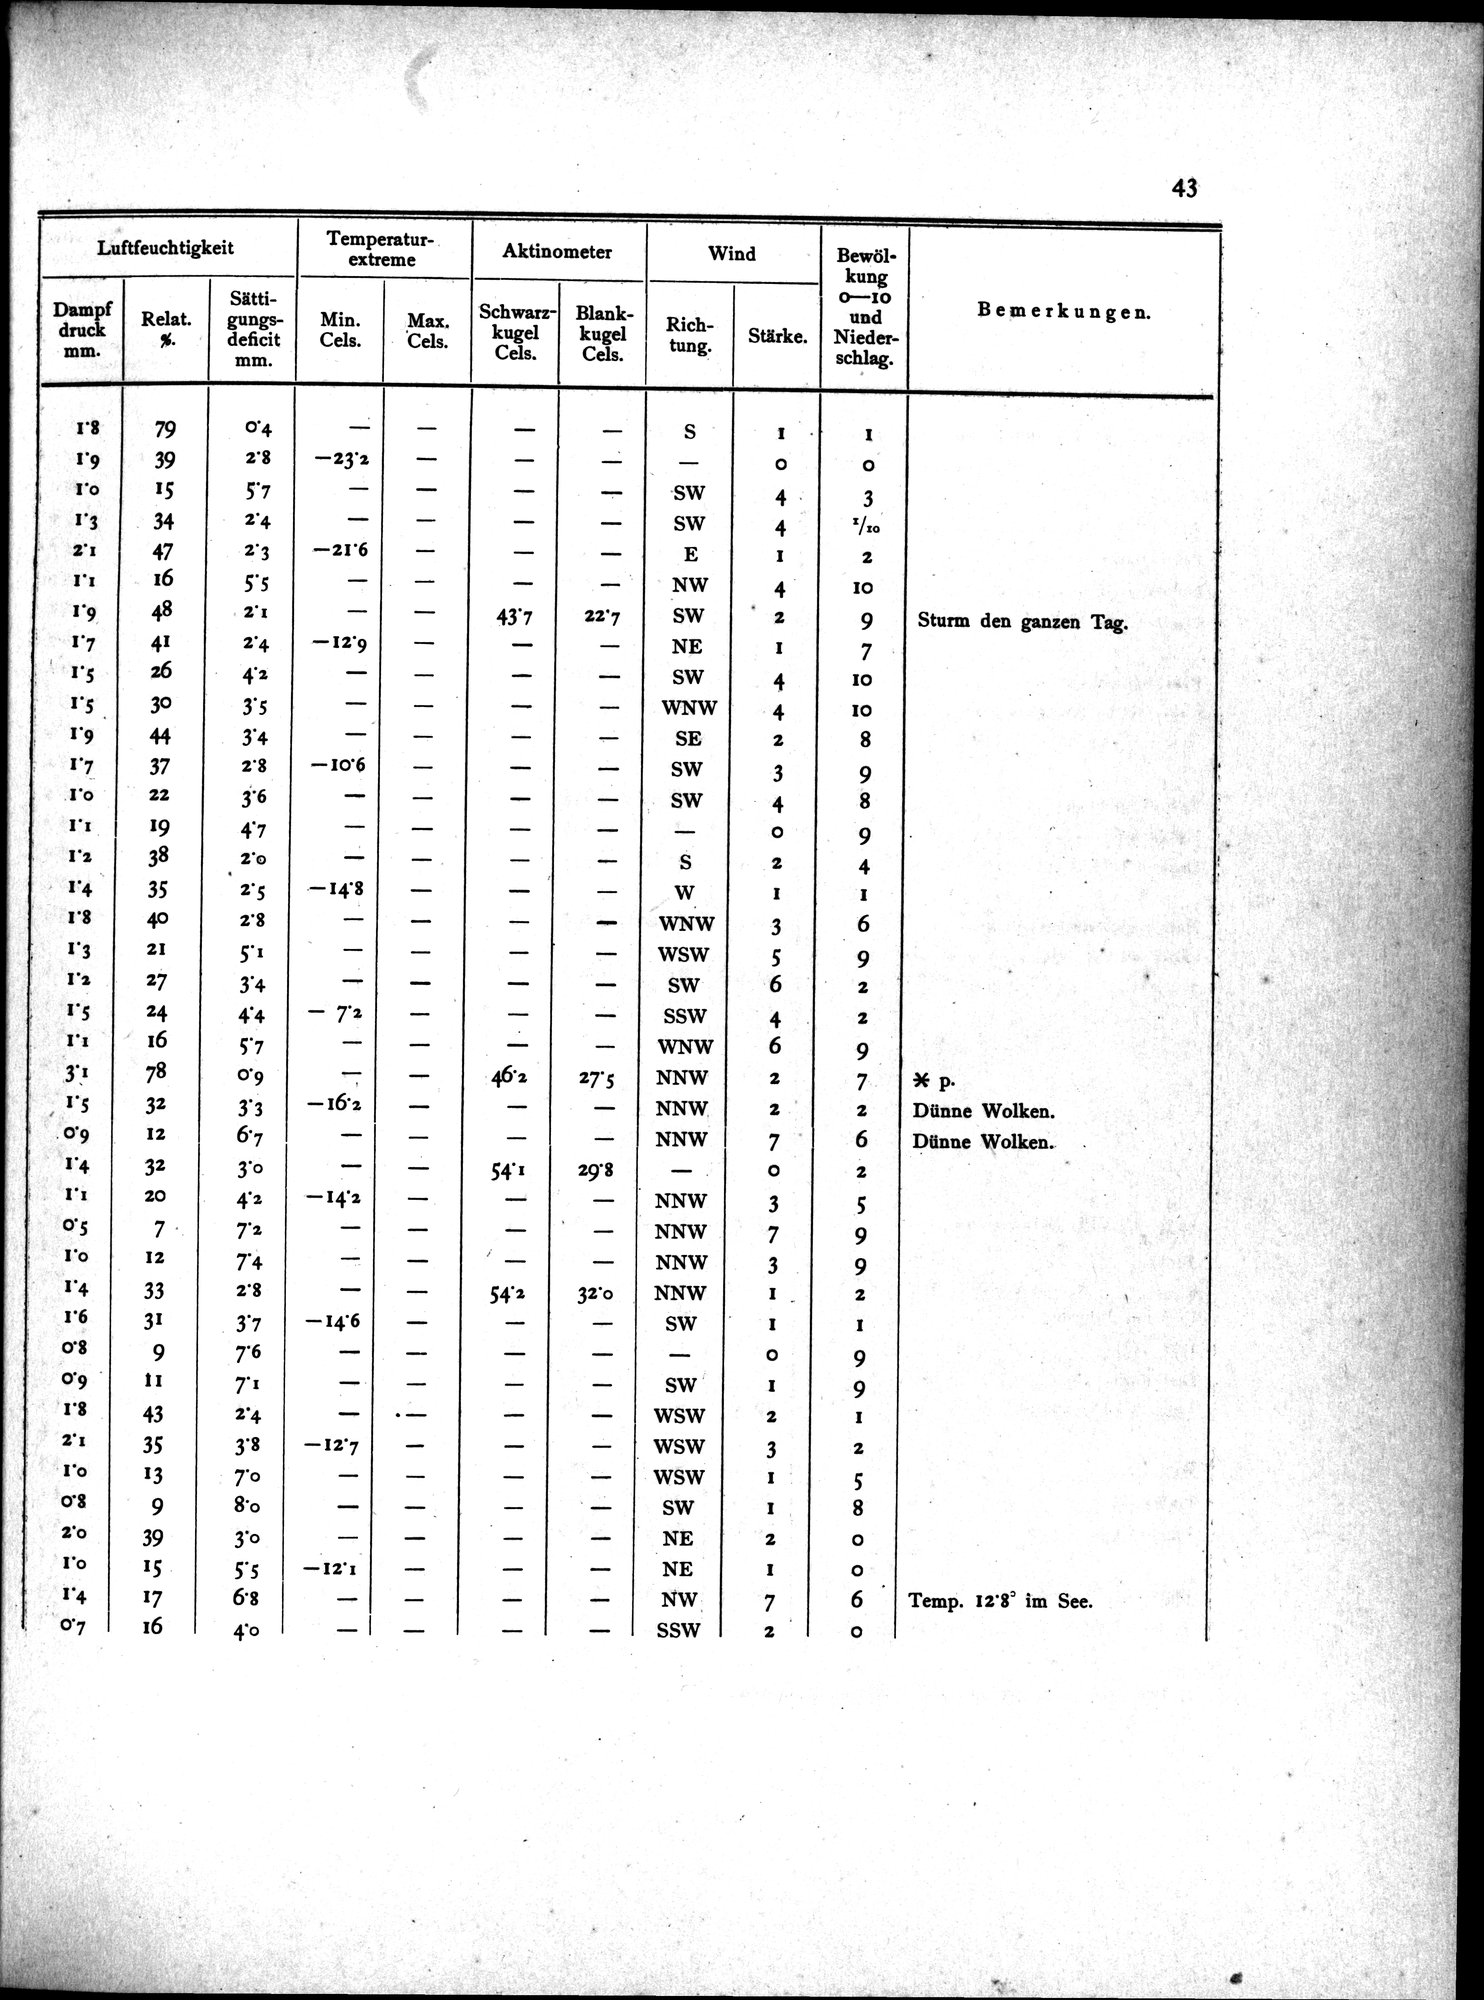 43
Luftfeuchtigkeit | Temperatur-extreme | Aktinometer | Wind | Bewöl-kung 0—10 und Nieder-schlag. | Bemerkungen.
Dampf druck mm. | Relat. %. | Sätti-gungs-deficit mm. | Min. Cels. | Max. Cels. | Schwarz-kugel Cels. | Blank-kugel Cels. | Rich-tung. | Stärke.
1·8 79 0·4 — — — — S 1 1
1·9 39 2·8 —23·2 — — — — 0 0
1·0 15 5·7 — — — — SW 4 3
1·3 34 2·4 — — — — SW 4 1/10
2·1 47 2·3 —21·6 — — — E 1 2
1·1 16 5·5 — — — — NW 4 10
1·9 48 2·1 — — 43·7 22·7 SW 2 9 Sturm den ganzen Tag.
1·7 41 2·4 —12·9 — — — NE 1 7
1·5 26 4·2 — — — — SW 4 10
1·5 30 3·5 — — — — WNW 4 10
1·9 44 3·4 — — — — SE 2 8
1·7 37 2·8 —10·6 — — — SW 3 9
1·0 22 3·6 — — — — SW 4 8
1·1 19 4·7 — — — — — 0 9
1·2 38 2·0 — — — — S 2 4
1·4 35 2·5 —14·8 — — — W 1 1
1·8 40 2·8 — — — — WNW 3 6
1·3 21 5·1 — — — — WSW 5 9
1·2 27 3·4 — — — — SW 6 2
1·5 24 4·4 — 7·2 — — — SSW 4 2
1·1 16 5·7 — — — — WNW 6 9
3·1 78 0·9 — — 46·2 27·5 NNW 2 7 ✳ p.
1·5 32 3·3 —16·2 — — — NNW 2 2 Dünne Wolken.
0·9 12 6·7 — — — — NNW 7 6 Dünne Wolken.
1·4 32 3·0 — — 54·1 29·8 — 0 2
1·1 20 4·2 —14·2 — — — NNW 3 5
0·5 7 7·2 — — — — NNW 7 9
1·0 12 7·4 — — — — NNW 3 9
1·4 33 2·8 — — 54·2 32·0 NNW 1 2
1·6 31 3·7 —14·6 — — — SW 1 1
0·8 9 7·6 — — — — — 0 9
0·9 11 7·1 — — — — SW 1 9
1·8 43 2·4 — — — — WSW 2 1
2·1 35 3·8 —12·7 — — — WSW 3 2
1·0 13 7·0 — — — — WSW 1 5
0·8 9 8·0 — — — — SW 1 8
2·0 39 3·0 — — — — NE 2 0
1·0 15 5·5 —12·1 — — — NE 1 0
1·4 17 6·8 — — — — NW 7 6 Temp. 12·8° im See.
0·7 16 4·0 — — — — SSW 2 0